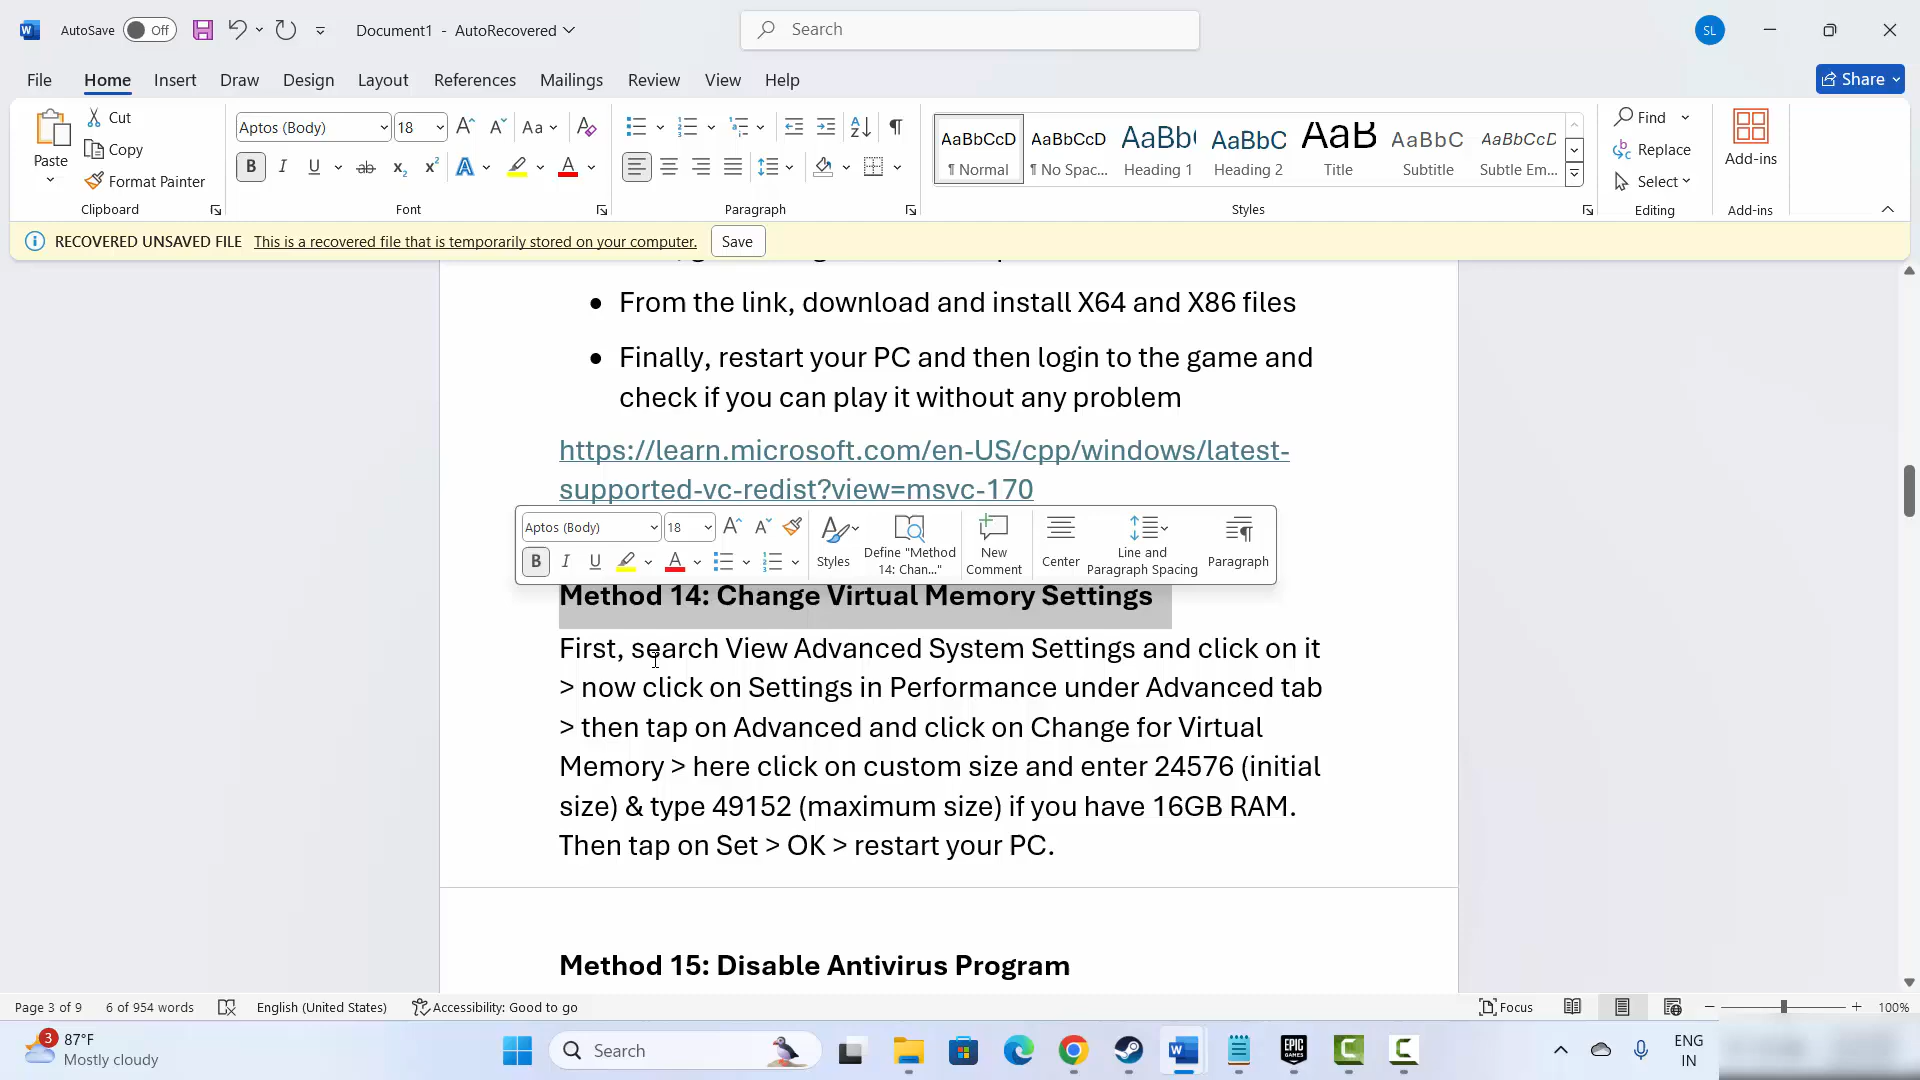 AutoSave Off Document1 - AutoRecovered Search SL
File Home Insert Draw Design Layout References Mailings Review View Help Share
Paste Cut Copy Format Painter Clipboard
Aptos (Body) 18 Aa Font
Paragraph
AaBbCcD AaBbCcD AaBb( AaBbC AaB AaBbC AaBbCcD
¶ Normal ¶ No Spac... Heading 1 Heading 2 Title Subtitle Subtle Em...
Styles
Find Replace Select Editing
Add-ins
Add-ins
RECOVERED UNSAVED FILE This is a recovered file that is temporarily stored on your computer. Save
• From the link, download and install X64 and X86 files
• Finally, restart your PC and then login to the game and
check if you can play it without any problem
https://learn.microsoft.com/en-US/cpp/windows/latest-
supported-vc-redist?view=msvc-170
Aptos (Body) 18 Styles Define "Method
14: Chan..." New
Comment Center Line and
Paragraph Spacing Paragraph
Method 14: Change Virtual Memory Settings
First, search View Advanced System Settings and click on it
> now click on Settings in Performance under Advanced tab
> then tap on Advanced and click on Change for Virtual
Memory > here click on custom size and enter 24576 (initial
size) & type 49152 (maximum size) if you have 16GB RAM.
Then tap on Set > OK > restart your PC.
Method 15: Disable Antivirus Program
Page 3 of 9 6 of 954 words English (United States) Accessibility: Good to go Focus 100%
3 87°F
Mostly cloudy
Search
EPIC GAMES
ENG
IN